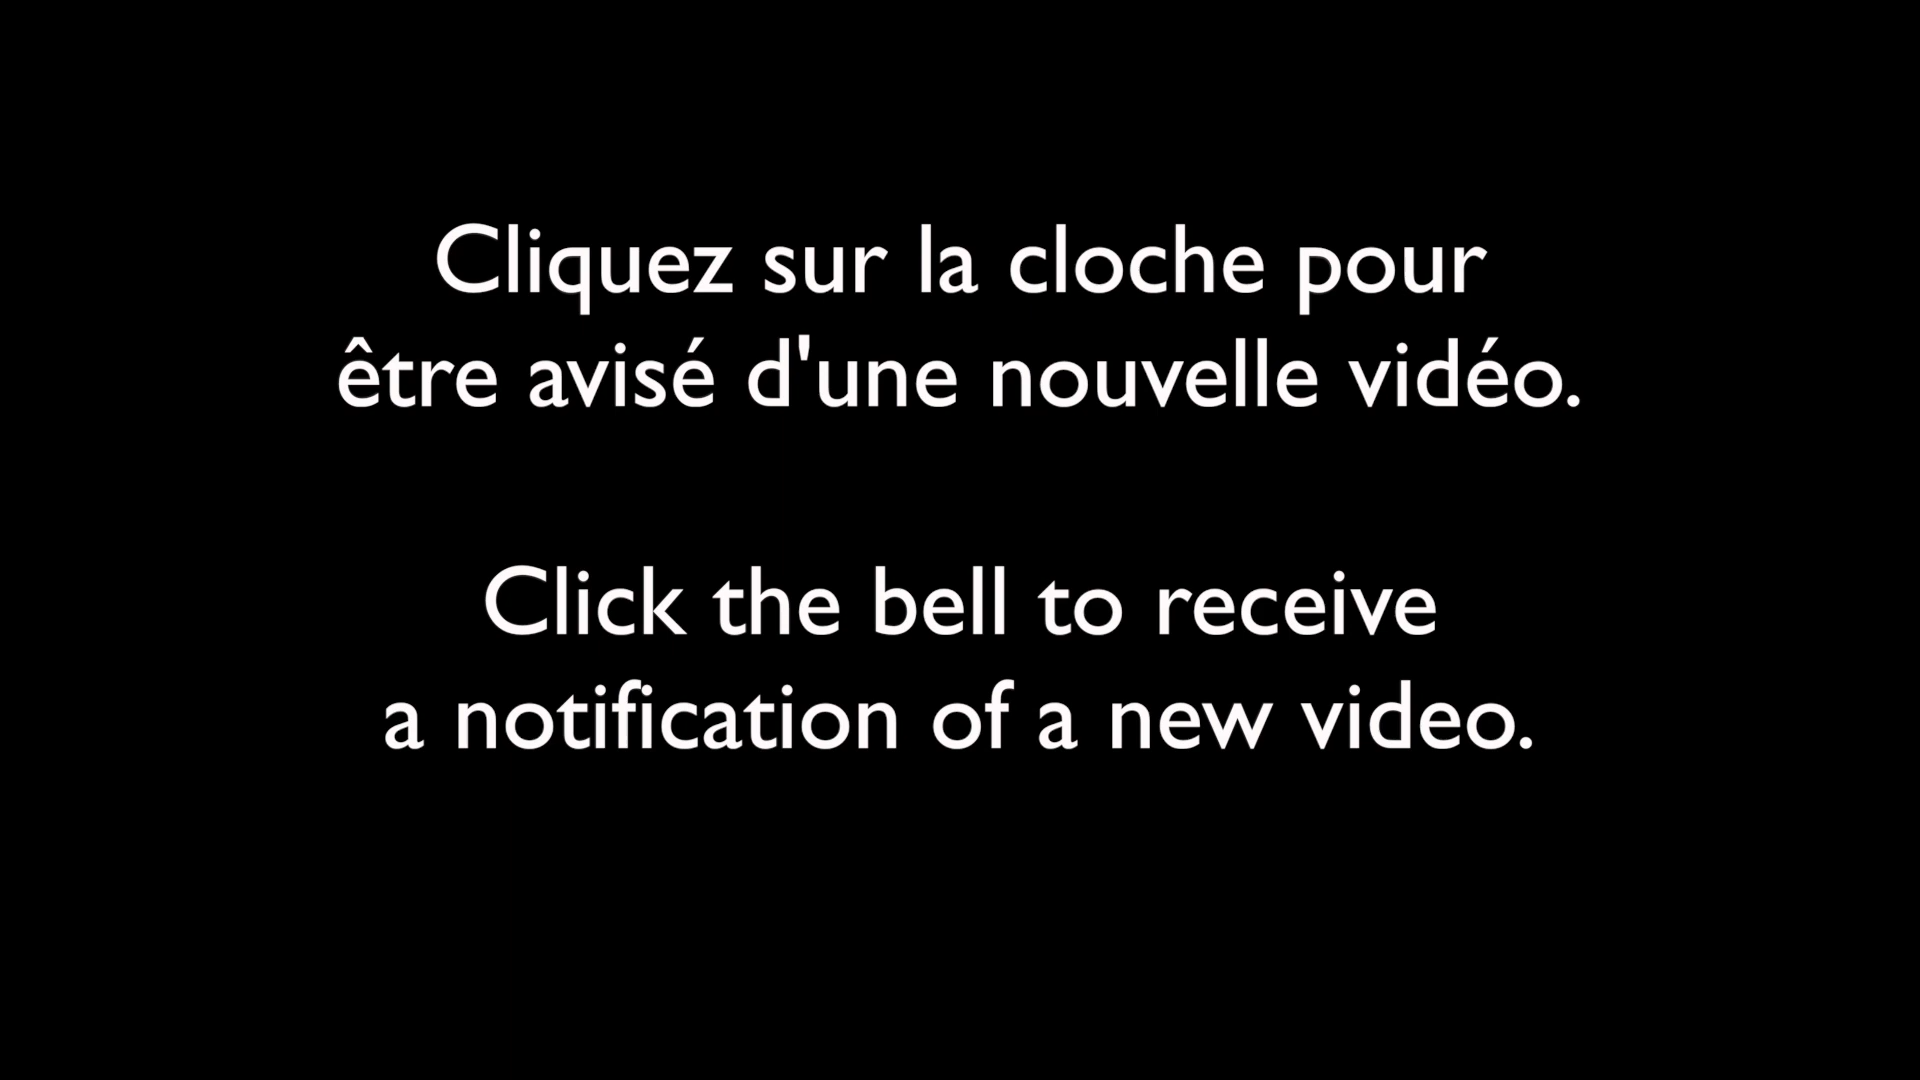 Cliquez sur la cloche pour
être avisé d'une nouvelle vidéo.
Click the bell to receive
a notification of a new video.